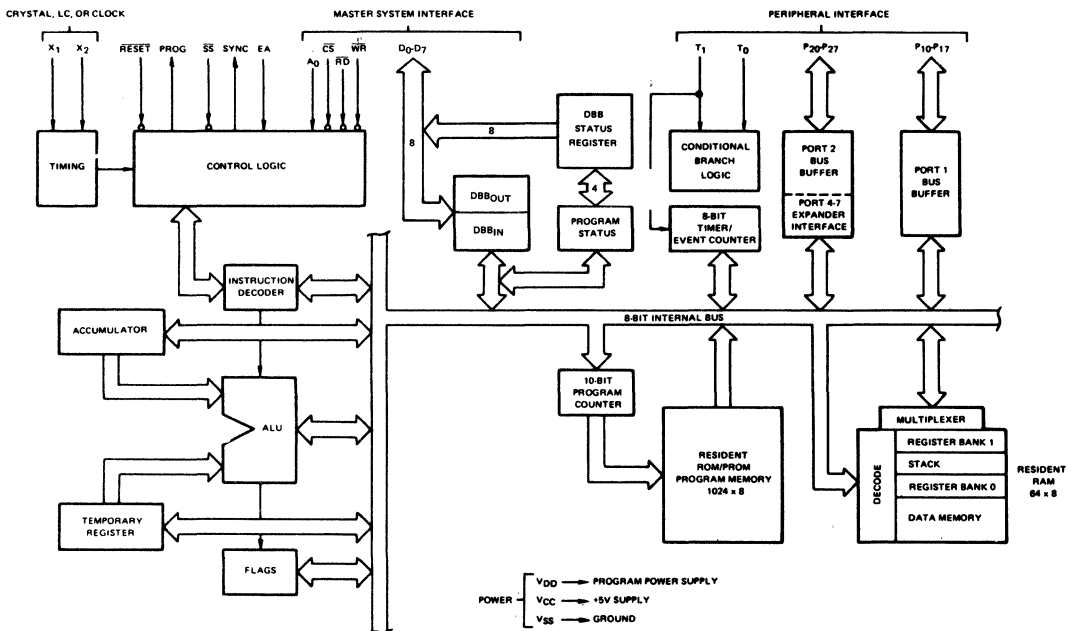 CRYSTAL, LC, OR CLOCK
MASTER SYSTEM INTERFACE
PERIPHERAL INTERFACE
X1 X2
RESET PROG SS SYNC EA
A0 CS RD WR
D0-D7
T1 T0
P20-P27
P10-P17
TIMING
CONTROL LOGIC
8
8
DBB
STATUS
REGISTER
CONDITIONAL
BRANCH
LOGIC
PORT 2
BUS
BUFFER
PORT 4-7
EXPANDER
INTERFACE
PORT 1
BUS
BUFFER
4
DBBOUT
DBBIN
PROGRAM
STATUS
8-BIT
TIMER/
EVENT COUNTER
INSTRUCTION
DECODER
8-BIT INTERNAL BUS
ACCUMULATOR
ALU
10-BIT
PROGRAM
COUNTER
RESIDENT
ROM/PROM
PROGRAM MEMORY
1024 x 8
MULTIPLEXER
DECODE
REGISTER BANK 1
STACK
REGISTER BANK 0
DATA MEMORY
RESIDENT
RAM
64 x 8
TEMPORARY
REGISTER
FLAGS
POWER
VDD PROGRAM POWER SUPPLY
VCC +5V SUPPLY
VSS GROUND